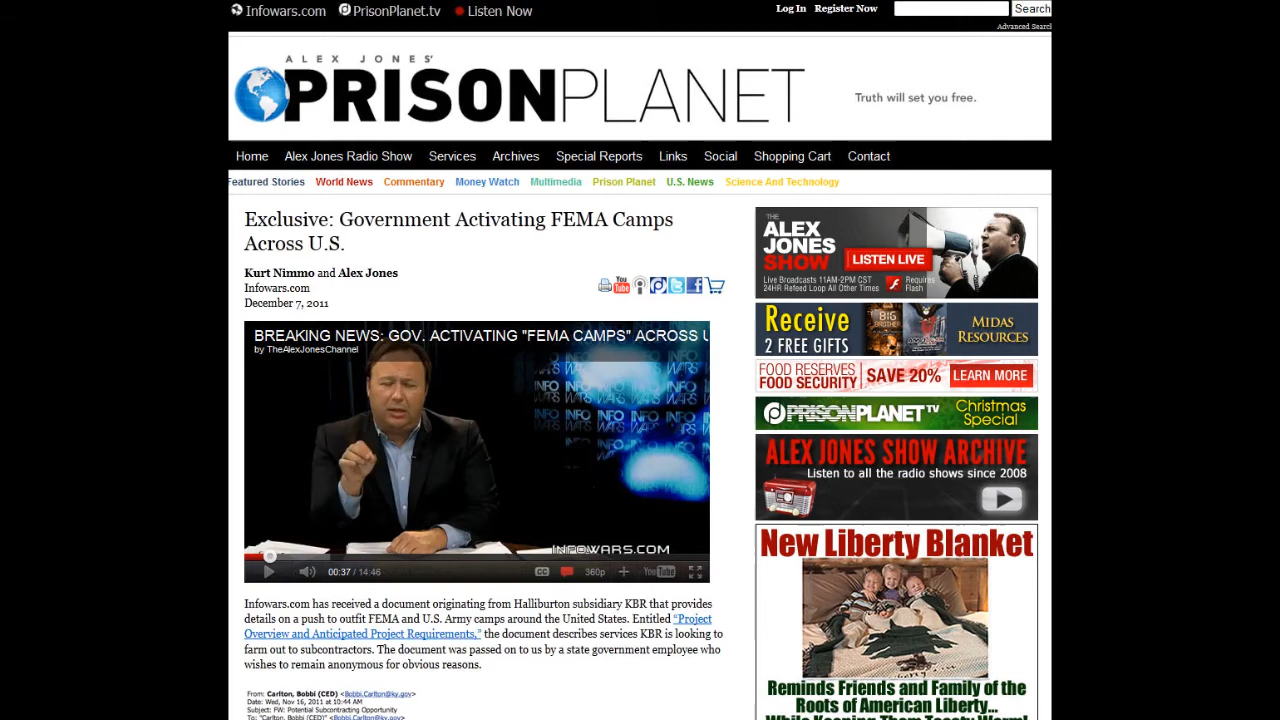 Infowars.com PrisonPlanet.tv Listen Now
Log In Register Now Search
Advanced Search
ALEX JONES'
PRISONPLANET
Truth will set you free.
Home Alex Jones Radio Show Services Archives Special Reports Links Social Shopping Cart Contact
Featured Stories World News Commentary Money Watch Multimedia Prison Planet U.S. News Science And Technology
Exclusive: Government Activating FEMA Camps
Across U.S.
Kurt Nimmo and Alex Jones
Infowars.com
December 7, 2011
You
Tube
BREAKING NEWS: GOV. ACTIVATING "FEMA CAMPS" ACROSS U
by TheAlexJonesChannel
INFO WARS
INFOWARS.COM
00:37 / 14:46
CC
360p
YouTube
Infowars.com has received a document originating from Halliburton subsidiary KBR that provides
details on a push to outfit FEMA and U.S. Army camps around the United States. Entitled “Project
Overview and Anticipated Project Requirements,” the document describes services KBR is looking to
farm out to subcontractors. The document was passed on to us by a state government employee who
wishes to remain anonymous for obvious reasons.
From: Carlton, Bobbi (CED) <Bobbi.Carlton@ky.gov>
Date: Wed, Nov 16, 2011 at 10:44 AM
Subject: FW: Potential Subcontracting Opportunity
To: "Carlton, Bobbi (CED)" <Bobbi.Carlton@ky.gov>
THE
ALEX
JONES
SHOW LISTEN LIVE
Live Broadcasts 11AM-2PM CST
24HR Refeed Loop All Other Times
Requires
Flash
Receive
2 FREE GIFTS
BIG
BROTHER
MIDAS
RESOURCES
FOOD RESERVES
FOOD SECURITY
SAVE 20%
LEARN MORE
PRISONPLANET TV
Christmas
Special
ALEX JONES SHOW ARCHIVE
Listen to all the radio shows since 2008
New Liberty Blanket
Reminds Friends and Family of the
Roots of American Liberty...
While Keeping Them Toasty Warm!